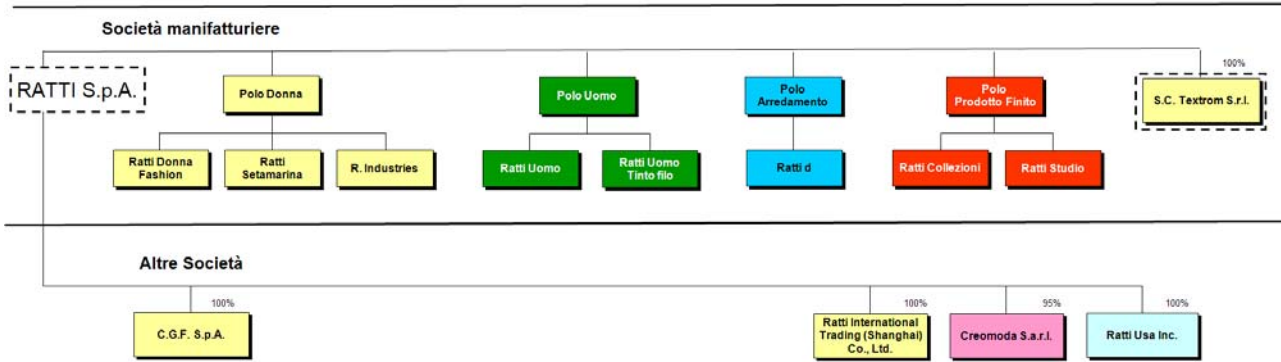 Società manifatturiere
100%
RATTI S.p.A.
Polo Donna
Polo Uomo
Polo
Arredamento
Polo
Prodotto Finito
S.C. Textrom S.r.l.
Ratti Donna
Fashion
Ratti
Setamarina
R. Industries
Ratti Uomo
Ratti Uomo
Tinto filo
Ratti d
Ratti Collezioni
Ratti Studio
Altre Società
100%
C.G.F. S.p.A.
100%
Ratti International
Trading (Shanghai)
Co., Ltd.
95%
Creomoda S.a.r.l.
100%
Ratti Usa Inc.